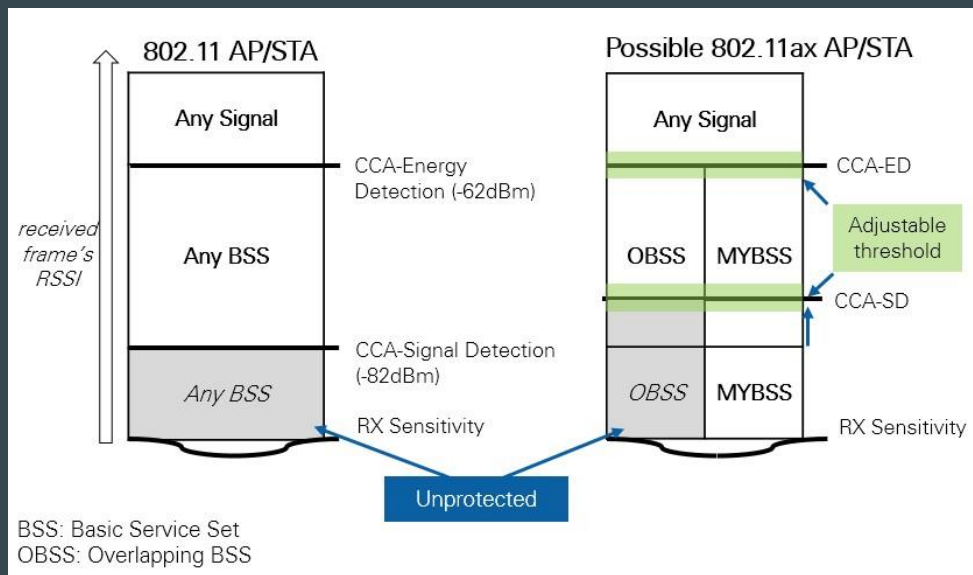 802.11 AP/STA
Possible 802.11ax AP/STA
received
frame's
RSSI
Any Signal
CCA-Energy
Detection (-62dBm)
Any BSS
CCA-Signal Detection
(-82dBm)
Any BSS
RX Sensitivity
Any Signal
CCA-ED
Adjustable
threshold
OBSS
MYBSS
CCA-SD
OBSS
MYBSS
RX Sensitivity
Unprotected
BSS: Basic Service Set
OBSS: Overlapping BSS